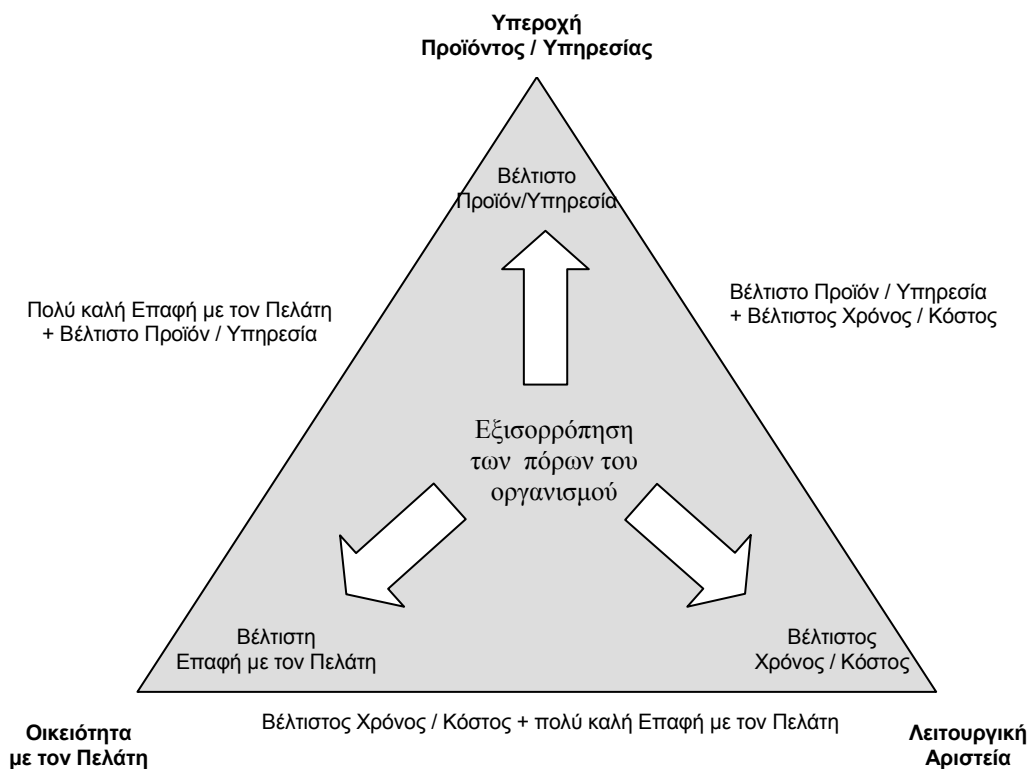 Υπεροχή
Προϊόντος / Υπηρεσίας
Βέλτιστο
Προϊόν/Υπηρεσία
Πολύ καλή Επαφή με τον Πελάτη
+ Βέλτιστο Προϊόν / Υπηρεσία
Βέλτιστο Προϊόν / Υπηρεσία
+ Βέλτιστος Χρόνος / Κόστος
Εξισορρόπηση
των πόρων του
οργανισμού
Βέλτιστη
Επαφή με τον Πελάτη
Βέλτιστος
Χρόνος / Κόστος
Οικειότητα
με τον Πελάτη
Βέλτιστος Χρόνος / Κόστος + πολύ καλή Επαφή με τον Πελάτη
Λειτουργική
Αριστεία